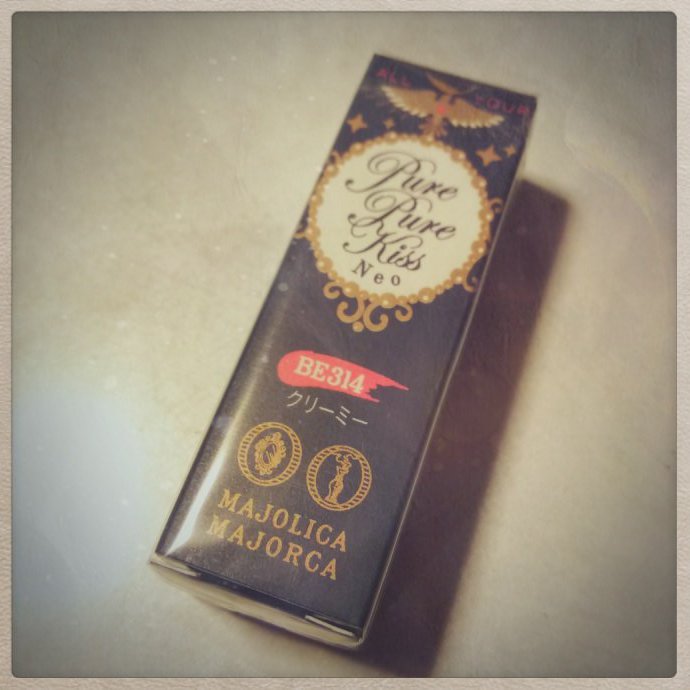 ALL YOUR
Pure
Pure
Kiss
Neo
BE314
クリーミー
MAJOLICA
MAJORCA